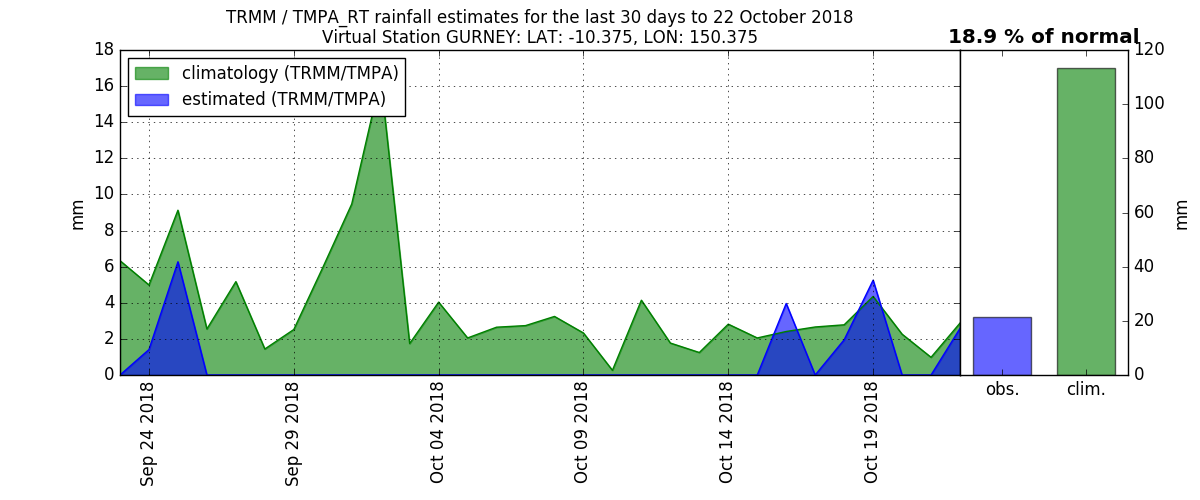 TRMM / TMPA_RT rainfall estimates for the last 30 days to 22 October 2018
Virtual Station GURNEY: LAT: -10.375, LON: 150.375
18.9 % of normal
climatology (TRMM/TMPA)
estimated (TRMM/TMPA)
mm
18
16
14
12
10
8
6
4
2
0
Sep 24 2018
Sep 29 2018
Oct 04 2018
Oct 09 2018
Oct 14 2018
Oct 19 2018
obs.
clim.
120
100
80
60
40
20
0
mm